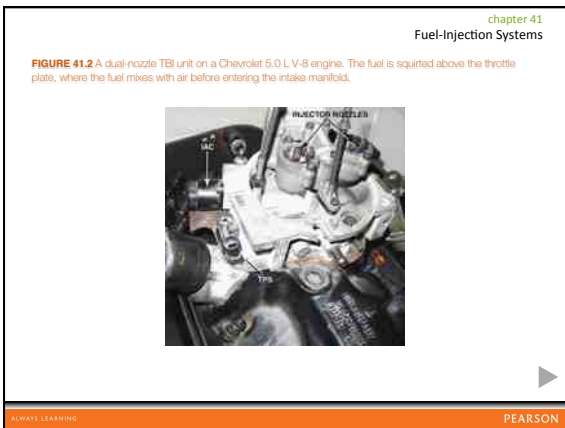 chapter 41
Fuel-Injection Systems
FIGURE 41.2 A dual-nozzle TBI unit on a Chevrolet 5.0 L V-8 engine. The fuel is squirted above the throttle
plate, where the fuel mixes with air before entering the intake manifold.
INJECTOR NOZZLES
IAC
TPS
ALWAYS LEARNING
PEARSON